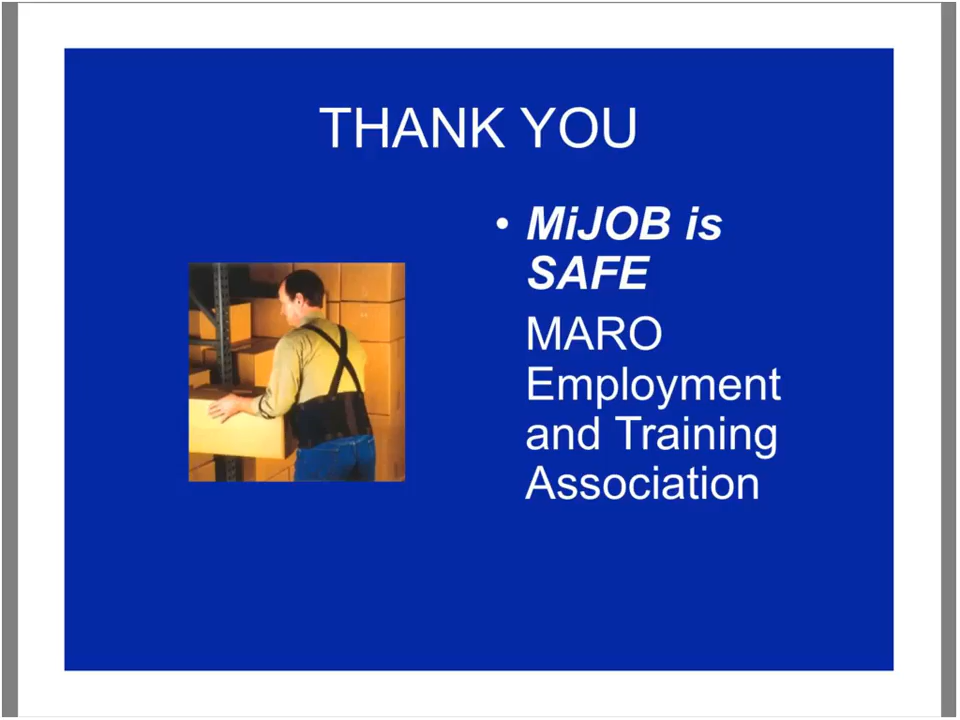 THANK YOU
• MiJOB is
SAFE
MARO
Employment
and Training
Association